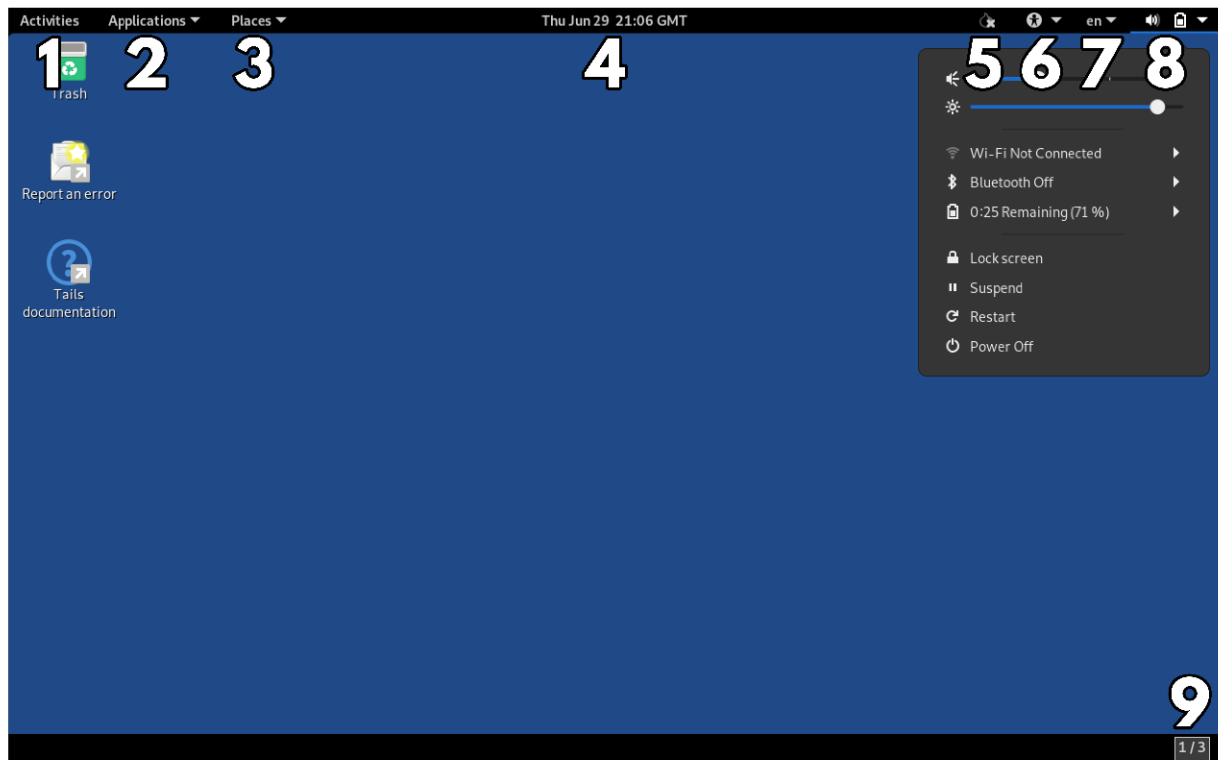 Activities Applications Places Thu Jun 29 21:06 GMT en
1 2 3 4 5 6 7 8
Trash
Report an error
Tails
documentation
Wi-Fi Not Connected
Bluetooth Off
0:25 Remaining (71 %)
Lock screen
Suspend
Restart
Power Off
9
1 / 3